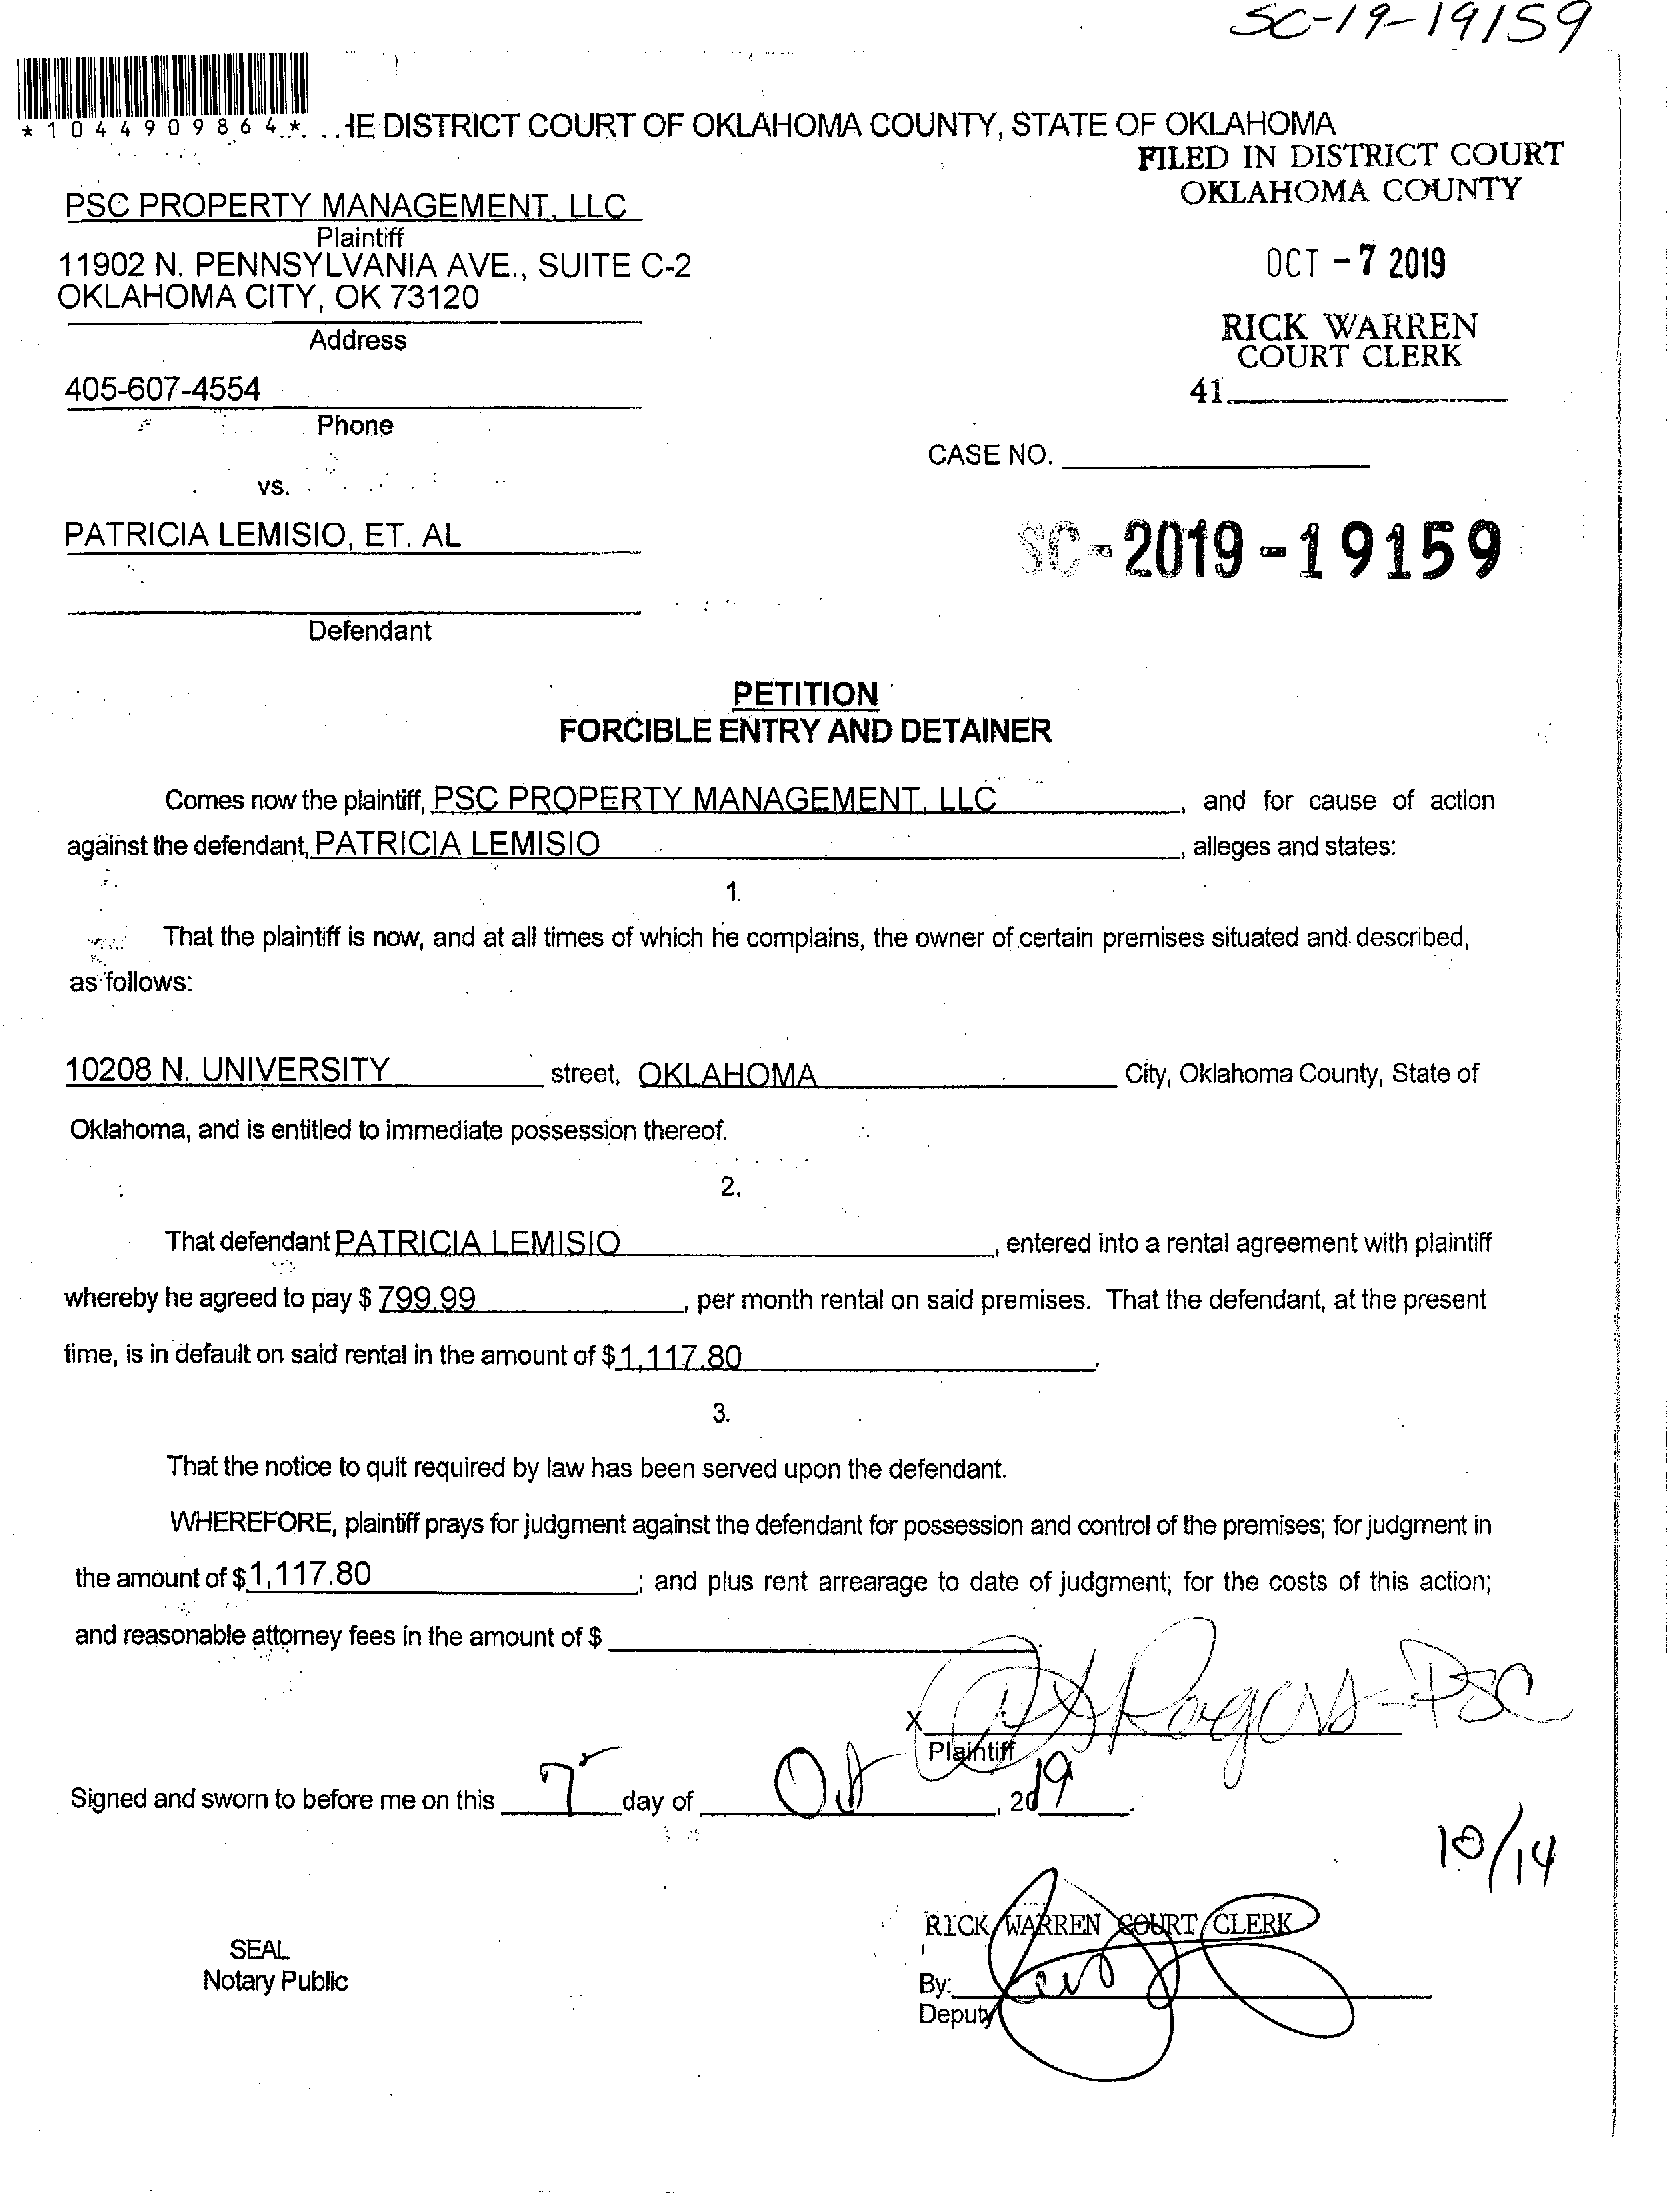 SC-19-19159
*1044909864*
HE DISTRICT COURT OF OKLAHOMA COUNTY, STATE OF OKLAHOMA
FILED IN DISTRICT COURT
OKLAHOMA COUNTY
PSC PROPERTY MANAGEMENT, LLC
Plaintiff
11902 N. PENNSYLVANIA AVE., SUITE C-2
OKLAHOMA CITY, OK 73120
Address
OCT - 7 2019
RICK WARREN
COURT CLERK
41
405-607-4554
Phone
CASE NO.
vs.
PATRICIA LEMISIO, ET. AL
SC-2019-19159
Defendant
PETITION
FORCIBLE ENTRY AND DETAINER
Comes now the plaintiff, PSC PROPERTY MANAGEMENT, LLC, and for cause of action
against the defendant, PATRICIA LEMISIO, alleges and states:
1.
That the plaintiff is now, and at all times of which he complains, the owner of certain premises situated and described,
as follows:
10208 N. UNIVERSITY street, OKLAHOMA City, Oklahoma County, State of
Oklahoma, and is entitled to immediate possession thereof.
2.
That defendant PATRICIA LEMISIO, entered into a rental agreement with plaintiff
whereby he agreed to pay $ 799.99, per month rental on said premises. That the defendant, at the present
time, is in default on said rental in the amount of $ 1,117.80.
3.
That the notice to quit required by law has been served upon the defendant.
WHEREFORE, plaintiff prays for judgment against the defendant for possession and control of the premises; for judgment in
the amount of $ 1,117.80; and plus rent arrearage to date of judgment; for the costs of this action;
and reasonable attorney fees in the amount of $
X Rogers-PSC
Plaintiff
Signed and sworn to before me on this 7 day of Oct, 2019.
10/14
RICK WARREN COURT CLERK
SEAL
Notary Public
By:
Deputy